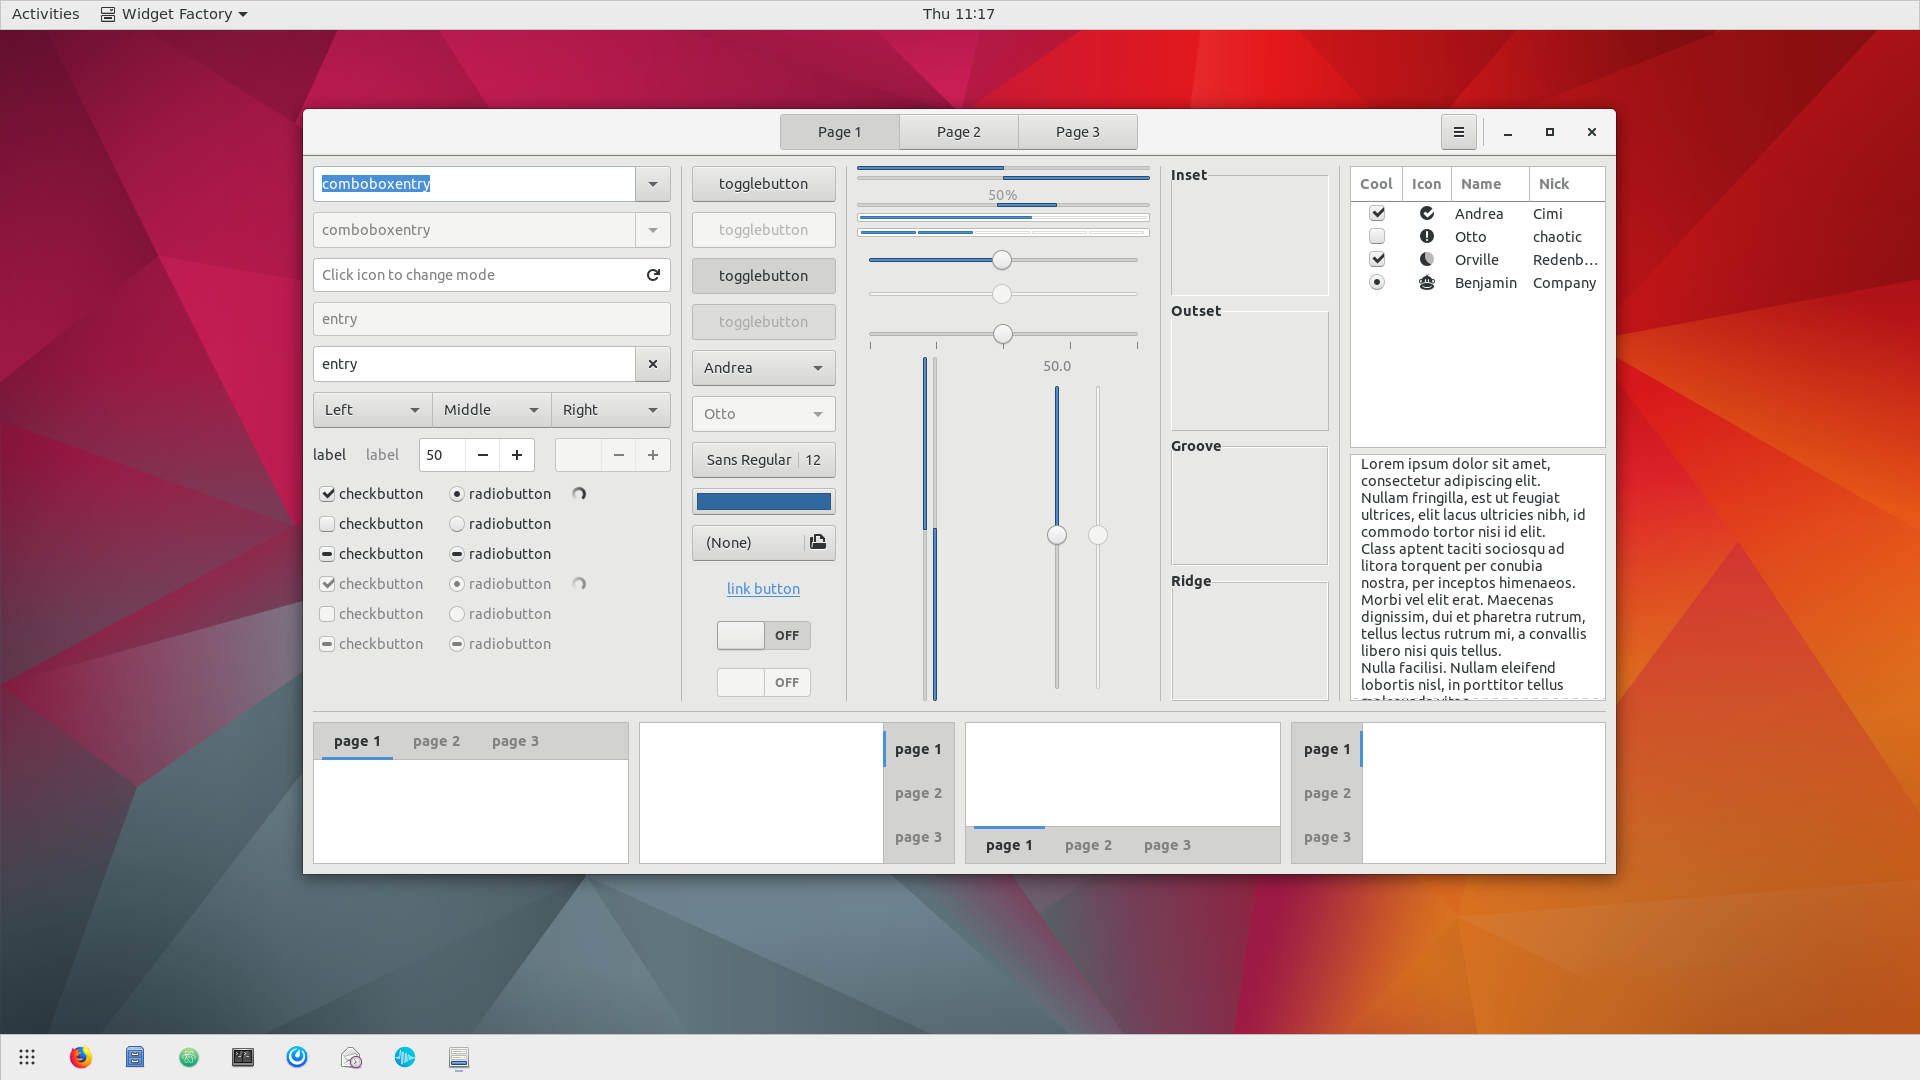 Activities
Widget Factory
Thu 11:17
Page 1
Page 2
Page 3
comboboxentry
comboboxentry
Click icon to change mode
entry
entry
Left
Middle
Right
label
label
50
checkbutton
radiobutton
checkbutton
radiobutton
checkbutton
radiobutton
checkbutton
radiobutton
checkbutton
radiobutton
checkbutton
radiobutton
togglebutton
togglebutton
togglebutton
togglebutton
Andrea
Otto
Sans Regular
12
(None)
link button
OFF
OFF
50%
50.0
Inset
Outset
Groove
Ridge
Cool
Icon
Name
Nick
Andrea
Cimi
Otto
chaotic
Orville
Redenb…
Benjamin
Company
Lorem ipsum dolor sit amet,
consectetur adipiscing elit.
Nullam fringilla, est ut feugiat
ultrices, elit lacus ultricies nibh, id
commodo tortor nisi id elit.
Class aptent taciti sociosqu ad
litora torquent per conubia
nostra, per inceptos himenaeos.
Morbi vel elit erat. Maecenas
dignissim, dui et pharetra rutrum,
tellus lectus rutrum mi, a convallis
libero nisi quis tellus.
Nulla facilisi. Nullam eleifend
lobortis nisl, in porttitor tellus
page 1
page 2
page 3
page 1
page 2
page 3
page 1
page 2
page 3
page 1
page 2
page 3